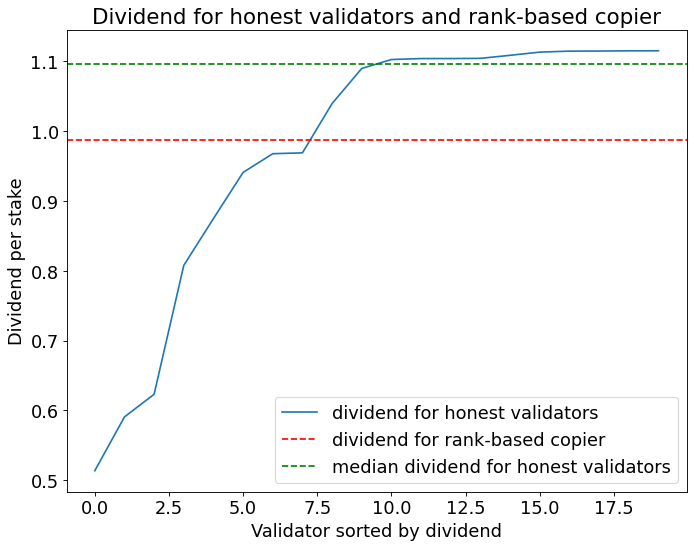 Dividend for honest validators and rank-based copier
Dividend per stake
1.1
1.0
0.9
0.8
0.7
0.6
0.5
dividend for honest validators
dividend for rank-based copier
median dividend for honest validators
0.0 2.5 5.0 7.5 10.0 12.5 15.0 17.5
Validator sorted by dividend